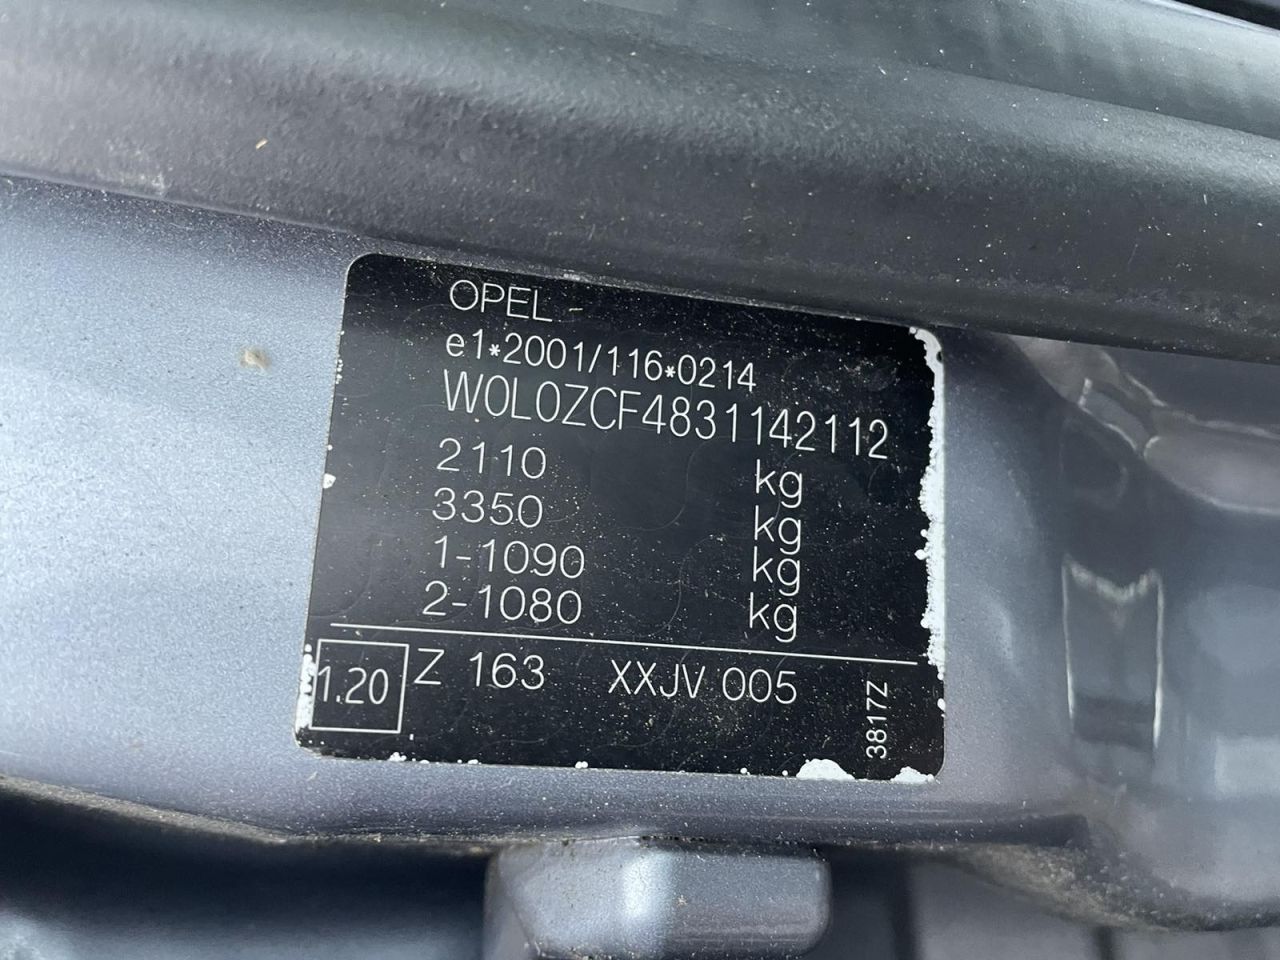 OPEL
e1*2001/116*0214
W0L0ZCF4831142112
2110 kg
3350 kg
1-1090 kg
2-1080 kg
1.20 Z 163 XXJV 005
3817Z